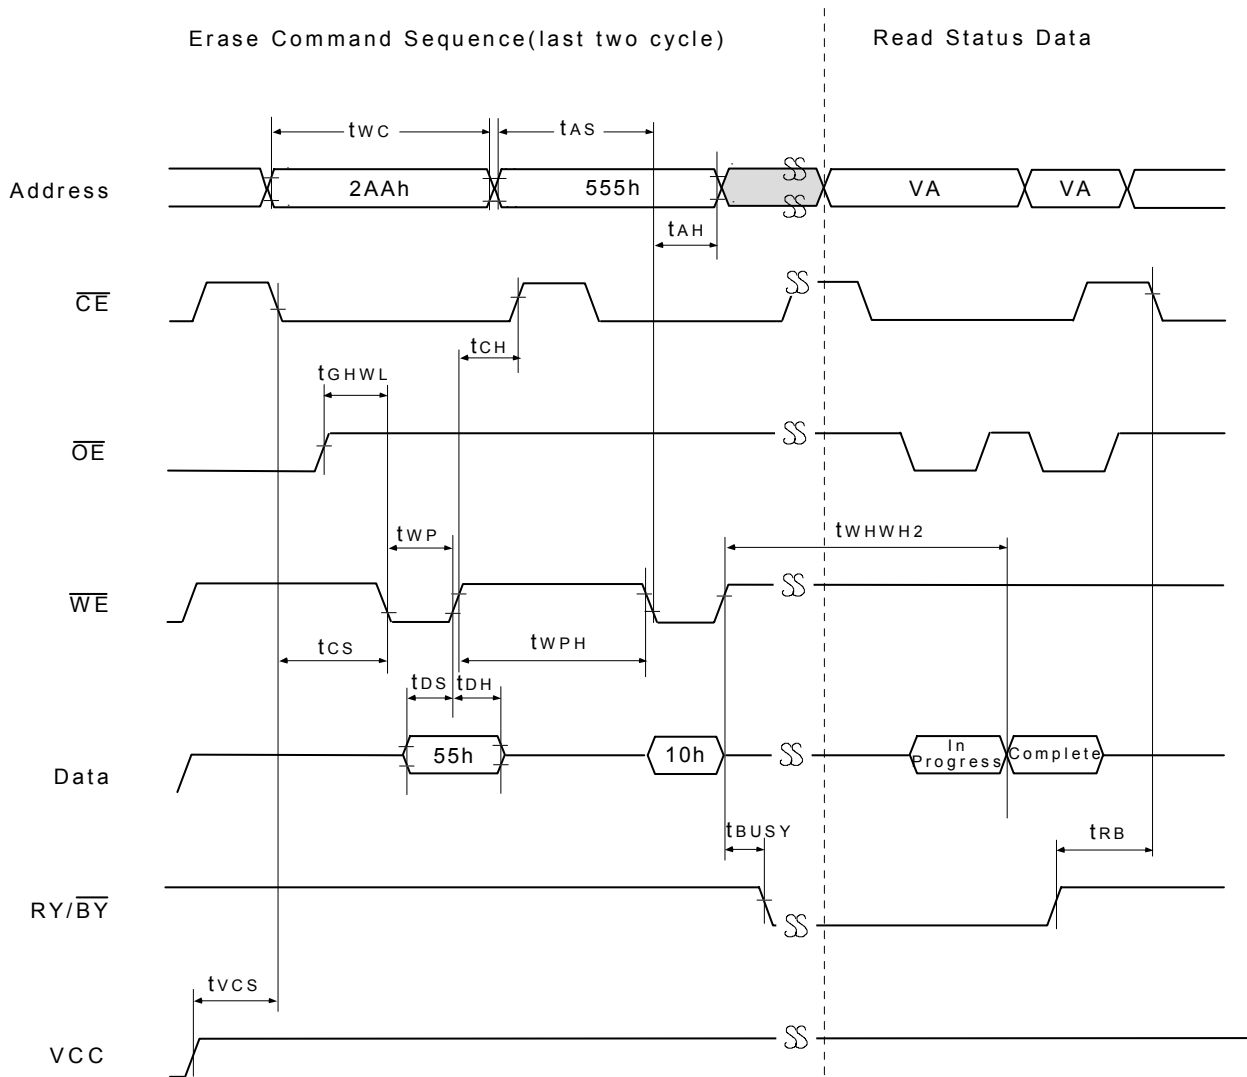 Erase Command Sequence(last two cycle) Read Status Data
tWC tAS
Address 2AAh 555h VA VA
tAH
CE
tCH
tGHWL
OE
tWP tWHWH2
WE
tCS tWPH
tDS tDH
Data 55h 10h In Progress Complete
tBUSY tRB
RY/BY
tVCS
VCC